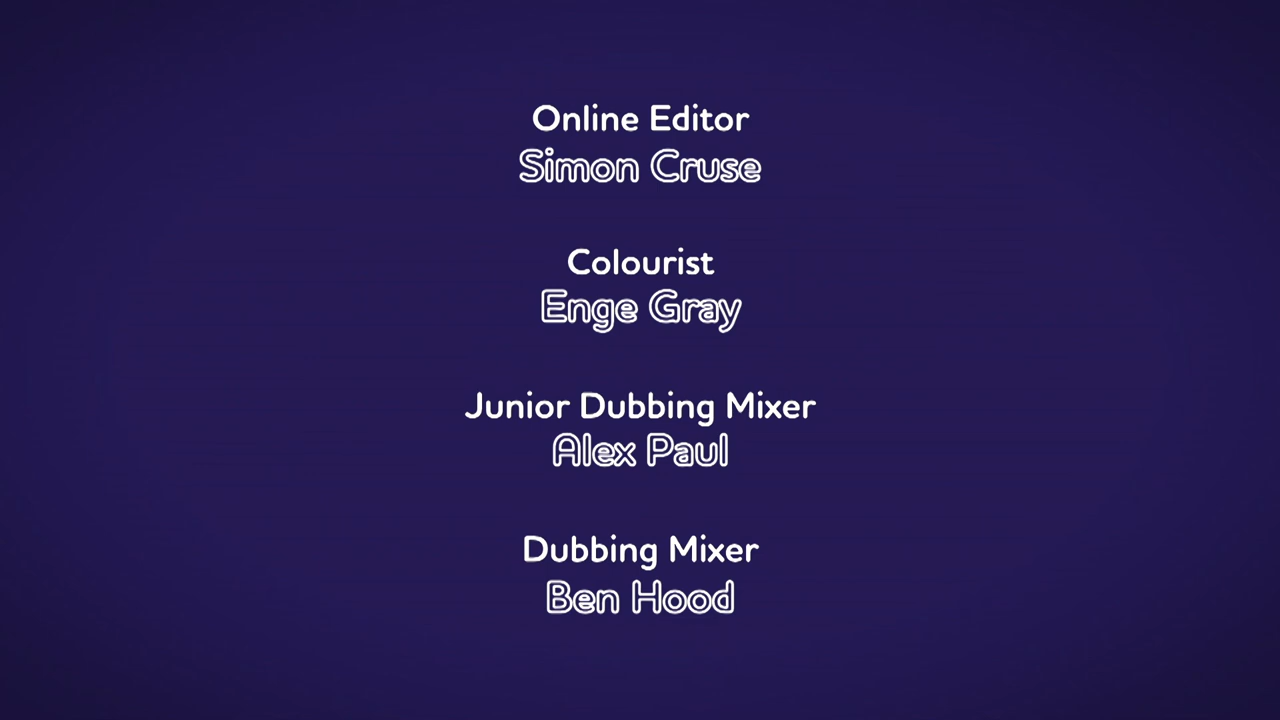 Online Editor
Simon Cruse
Colourist
Enge Gray
Junior Dubbing Mixer
Alex Paul
Dubbing Mixer
Ben Hood